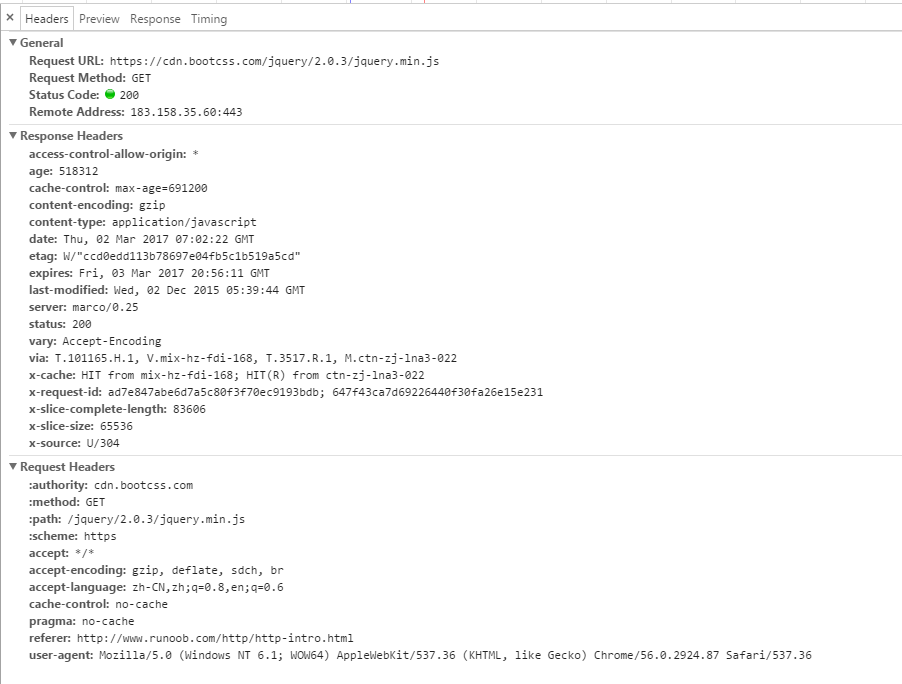 × Headers Preview Response Timing
▼ General
Request URL: https://cdn.bootcss.com/jquery/2.0.3/jquery.min.js
Request Method: GET
Status Code: 200
Remote Address: 183.158.35.60:443
▼ Response Headers
access-control-allow-origin: *
age: 518312
cache-control: max-age=691200
content-encoding: gzip
content-type: application/javascript
date: Thu, 02 Mar 2017 07:02:22 GMT
etag: W/"ccd0edd113b78697e04fb5c1b519a5cd"
expires: Fri, 03 Mar 2017 20:56:11 GMT
last-modified: Wed, 02 Dec 2015 05:39:44 GMT
server: marco/0.25
status: 200
vary: Accept-Encoding
via: T.101165.H.1, V.mix-hz-fdi-168, T.3517.R.1, M.ctn-zj-lna3-022
x-cache: HIT from mix-hz-fdi-168; HIT(R) from ctn-zj-lna3-022
x-request-id: ad7e847abe6d7a5c80f3f70ec9193bdb; 647f43ca7d69226440f30fa26e15e231
x-slice-complete-length: 83606
x-slice-size: 65536
x-source: U/304
▼ Request Headers
:authority: cdn.bootcss.com
:method: GET
:path: /jquery/2.0.3/jquery.min.js
:scheme: https
accept: */*
accept-encoding: gzip, deflate, sdch, br
accept-language: zh-CN,zh;q=0.8,en;q=0.6
cache-control: no-cache
pragma: no-cache
referer: http://www.runoob.com/http/http-intro.html
user-agent: Mozilla/5.0 (Windows NT 6.1; WOW64) AppleWebKit/537.36 (KHTML, like Gecko) Chrome/56.0.2924.87 Safari/537.36